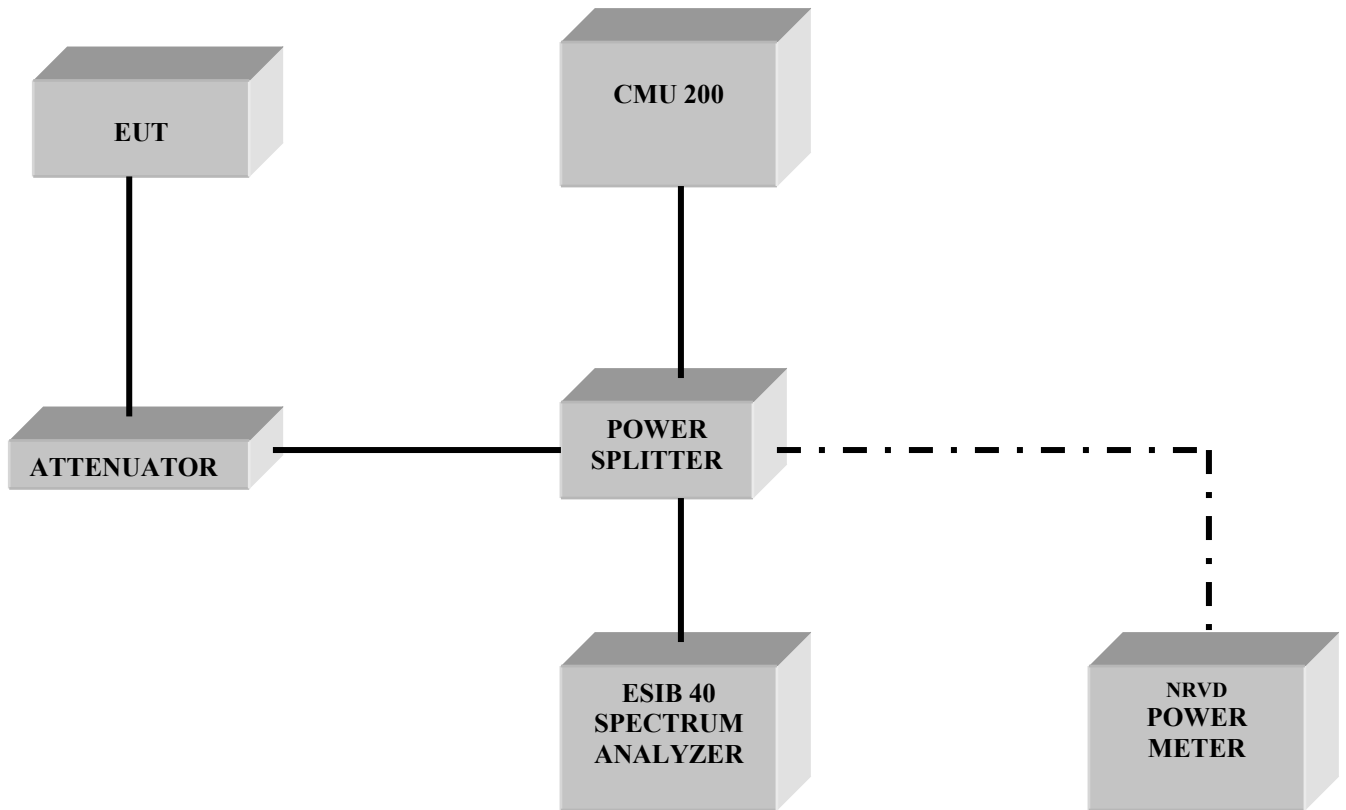 EUT
CMU 200
ATTENUATOR
POWER
SPLITTER
ESIB 40
SPECTRUM
ANALYZER
NRVD
POWER
METER